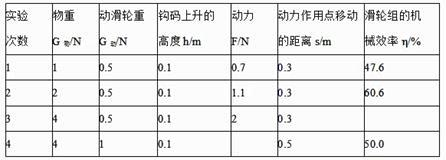 实验 物重 动滑轮重 钩码上升的 动力 动力作用点移动 滑轮组的机
次数 G物/N G动/N 高度 h/m F/N 的距离 s/m 械效率 η/%
1 1 0.5 0.1 0.7 0.3 47.6
2 2 0.5 0.1 1.1 0.3 60.6
3 4 0.5 0.1 2 0.3
4 4 1 0.1 0.5 50.0